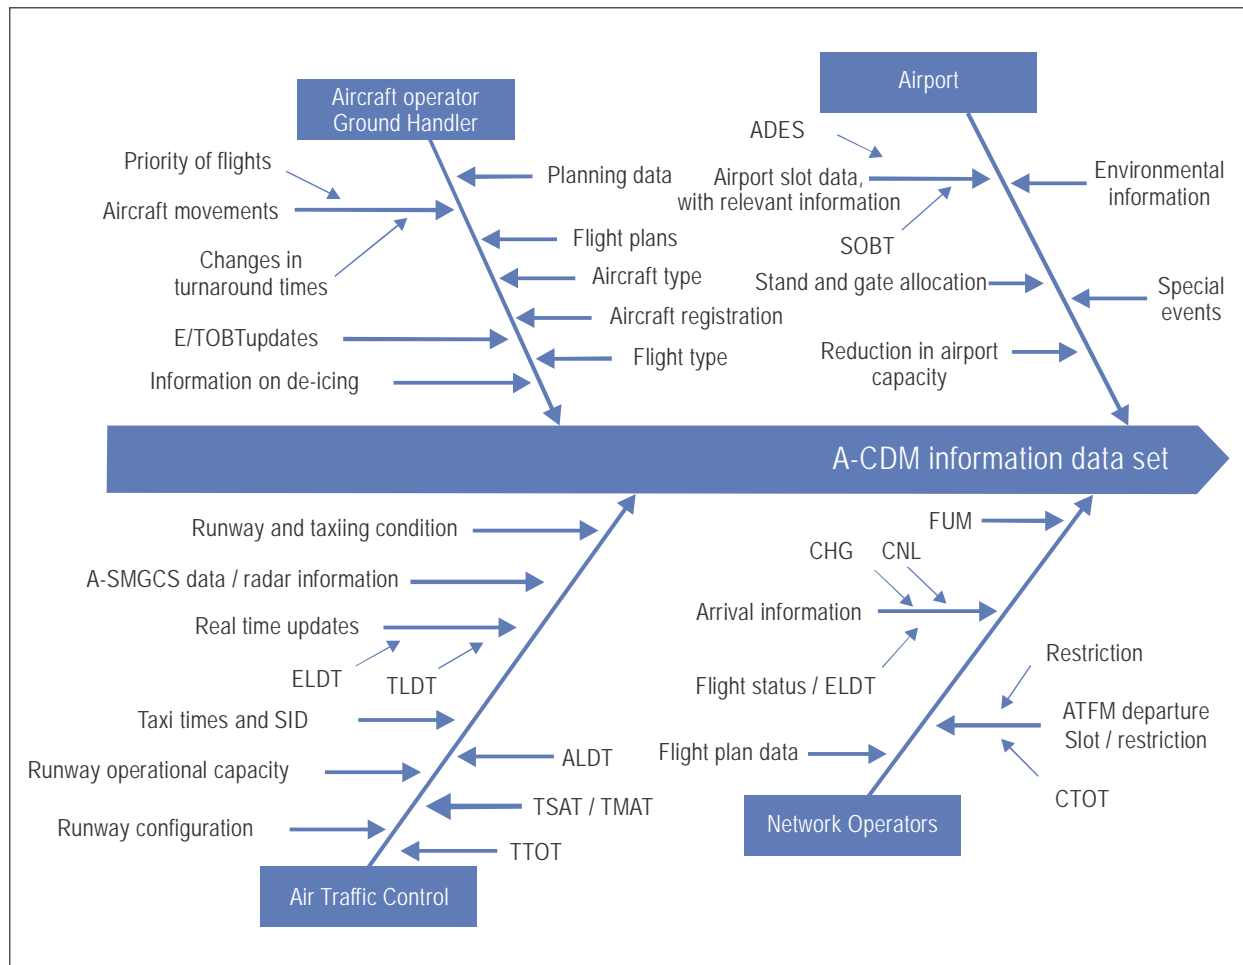 Aircraft operator
Ground Handler
Airport
Priority of flights
Aircraft movements
Changes in
turnaround times
E/TOBTupdates
Information on de-icing
Planning data
Flight plans
Aircraft type
Aircraft registration
Flight type
ADES
Airport slot data,
with relevant information
SOBT
Stand and gate allocation
Reduction in airport
capacity
Environmental
information
Special
events
A-CDM information data set
Runway and taxiing condition
A-SMGCS data / radar information
Real time updates
ELDT
TLDT
Taxi times and SID
Runway operational capacity
Runway configuration
ALDT
TSAT / TMAT
TTOT
Air Traffic Control
FUM
CHG
CNL
Arrival information
Flight status / ELDT
Flight plan data
Restriction
ATFM departure
Slot / restriction
CTOT
Network Operators